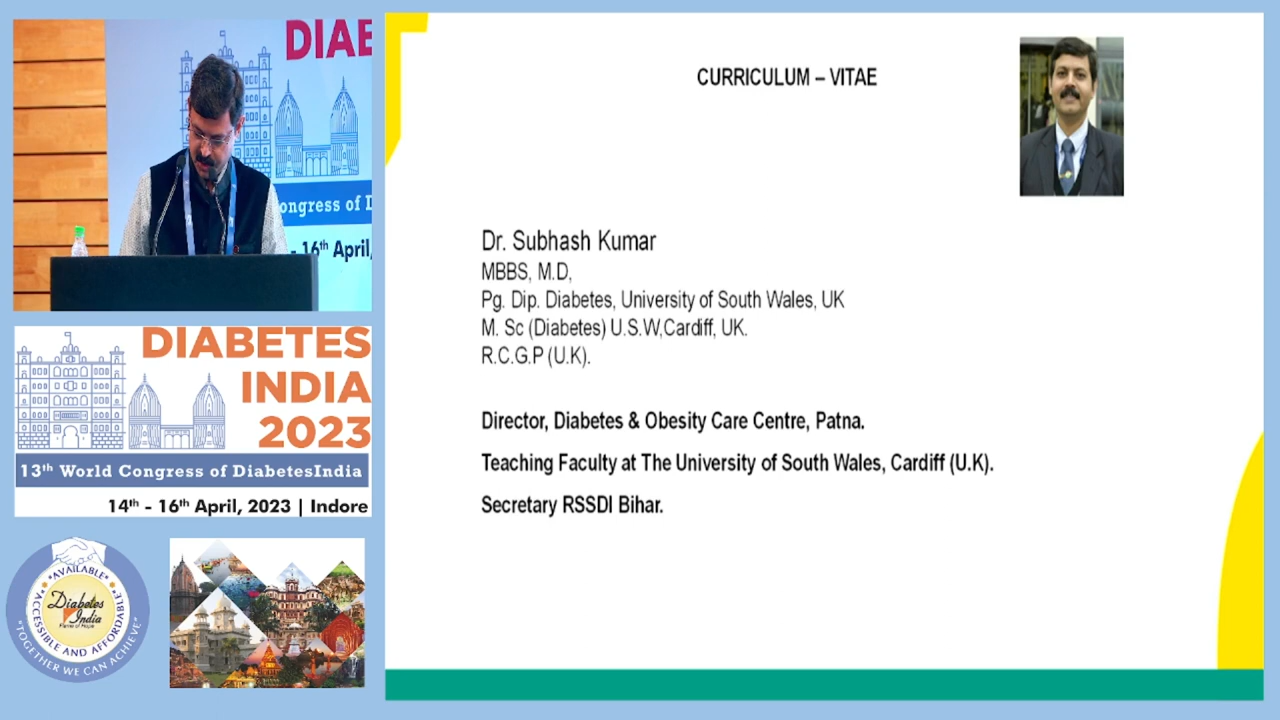 DIAB
ongress of D
- 16th April,
DIABETES
INDIA
2023
13th World Congress of DiabetesIndia
14th - 16th April, 2023 | Indore
"AVAILABLE"
"ACCESSIBLE AND AFFORDABLE"
Diabetes
India
Flame of Hope
"TOGETHER WE CAN ACHIEVE"
CURRICULUM – VITAE
Dr. Subhash Kumar
MBBS, M.D,
Pg. Dip. Diabetes, University of South Wales, UK
M. Sc (Diabetes) U.S.W,Cardiff, UK.
R.C.G.P (U.K).
Director, Diabetes & Obesity Care Centre, Patna.
Teaching Faculty at The University of South Wales, Cardiff (U.K).
Secretary RSSDI Bihar.